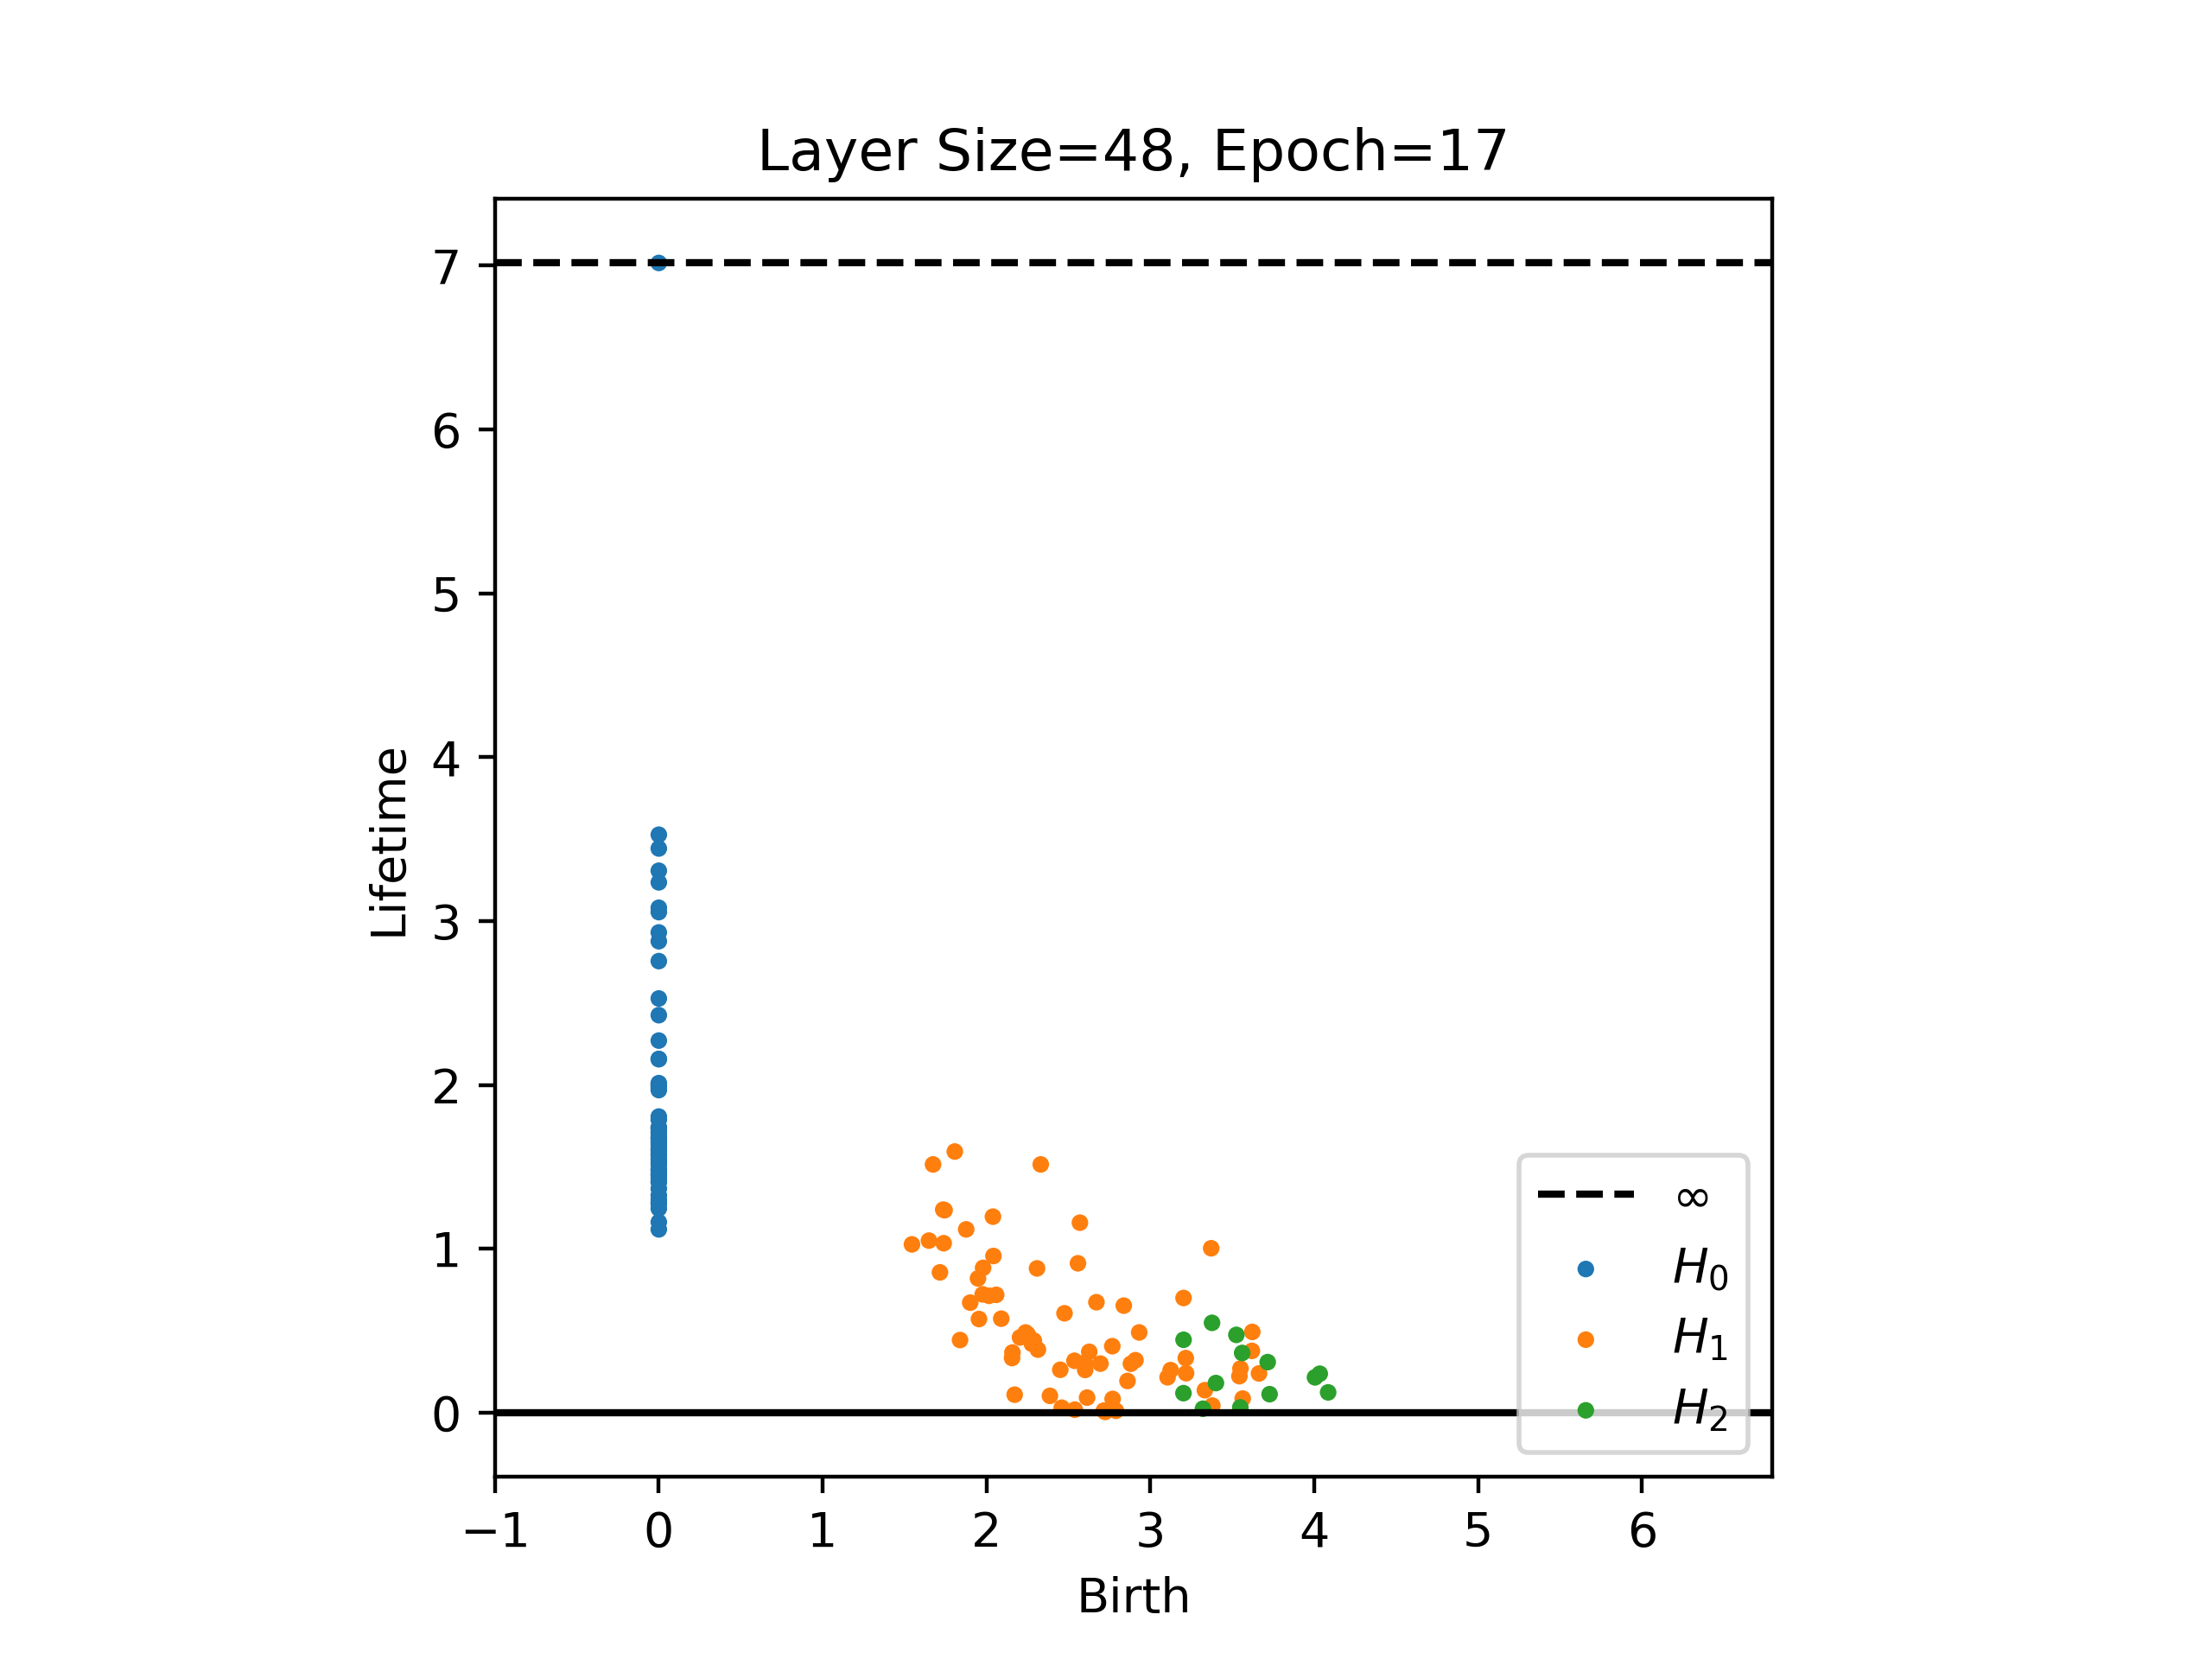 Layer Size=48, Epoch=17
7
6
5
4
3
2
1
0
Lifetime
∞
H₀
H₁
H₂
−1 0 1 2 3 4 5 6
Birth